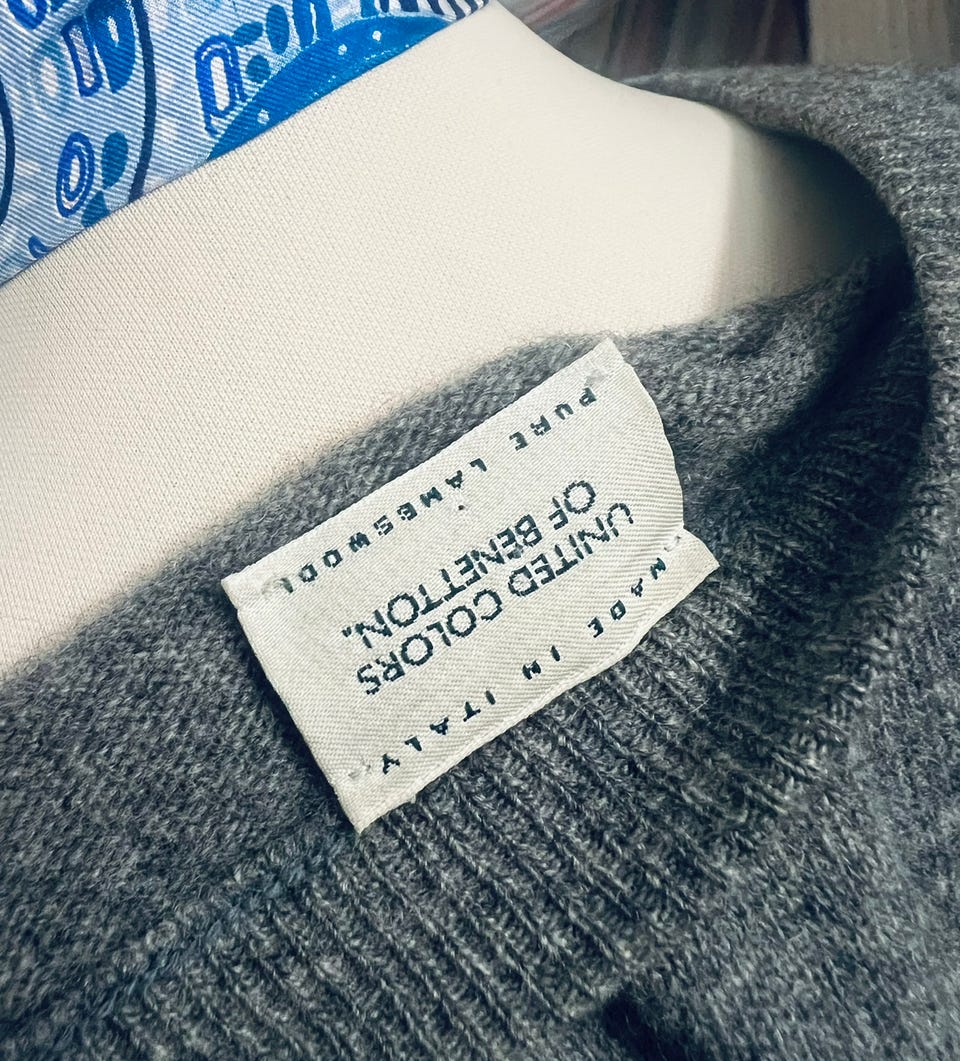 MADE IN ITALY
UNITED COLORS
OF BENETTON.
PURE LAMBSWOOL